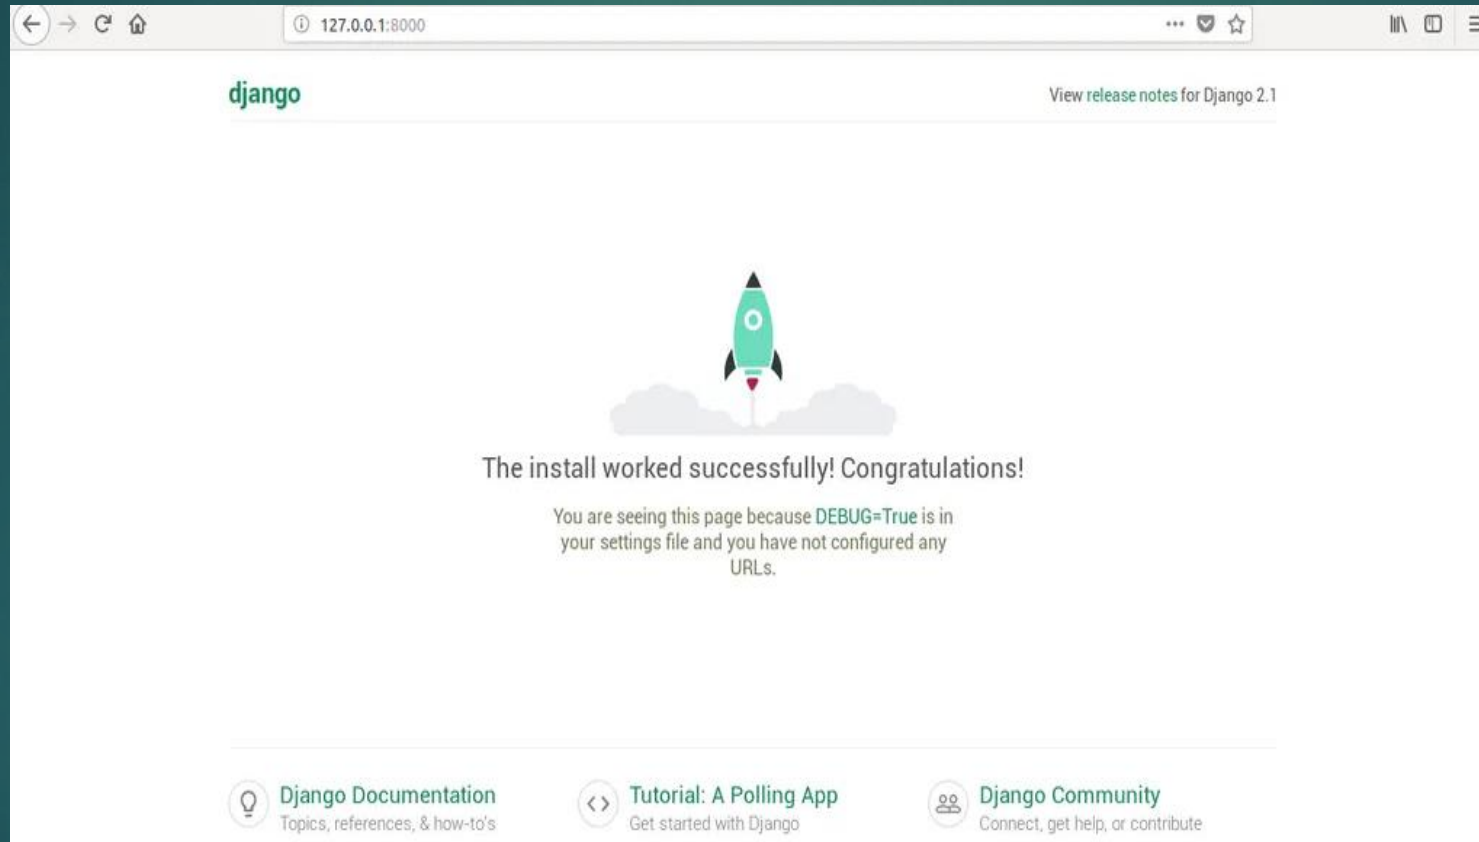 127.0.0.1:8000
django
View release notes for Django 2.1
The install worked successfully! Congratulations!
You are seeing this page because DEBUG=True is in
your settings file and you have not configured any
URLs.
Django Documentation
Topics, references, & how-to's
Tutorial: A Polling App
Get started with Django
Django Community
Connect, get help, or contribute